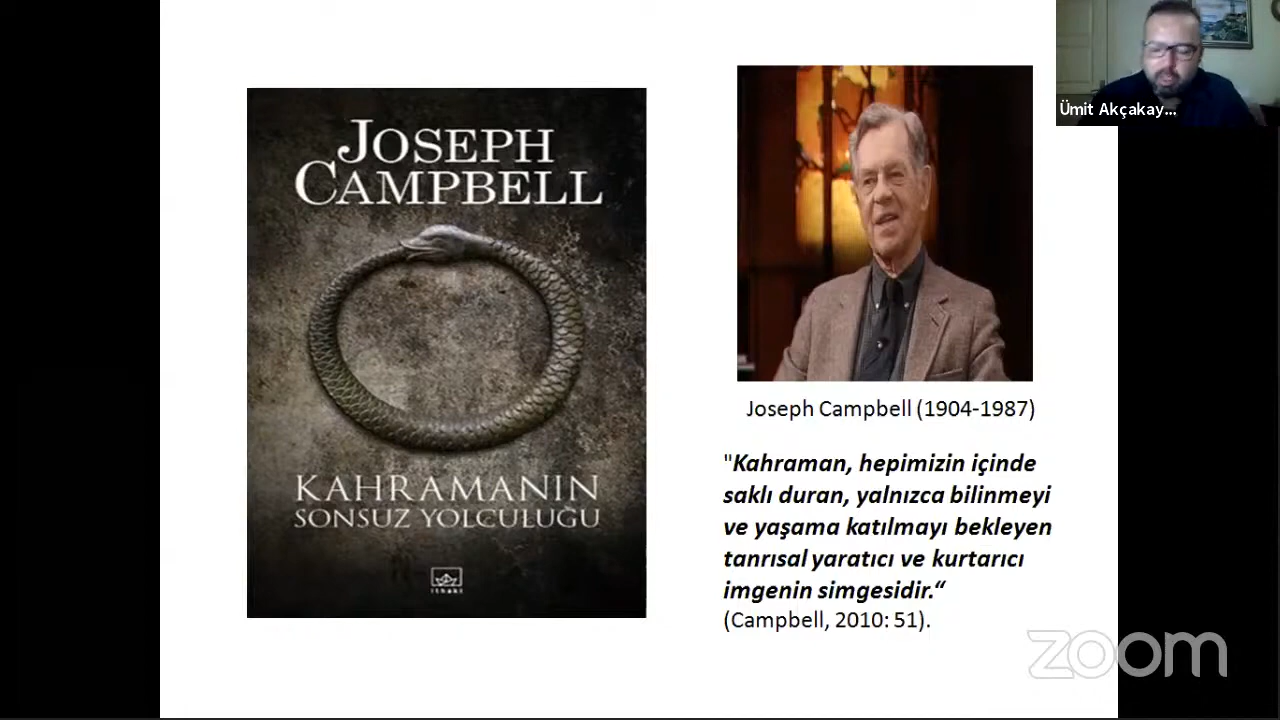 JOSEPH
CAMPBELL
KAHRAMANIN
SONSUZ YOLCULUĞU
ithaki
Ümit Akçakay...
Joseph Campbell (1904-1987)
"Kahraman, hepimizin içinde
saklı duran, yalnızca bilinmeyi
ve yaşama katılmayı bekleyen
tanrısal yaratıcı ve kurtarıcı
imgenin simgesidir.“
(Campbell, 2010: 51).
zoom